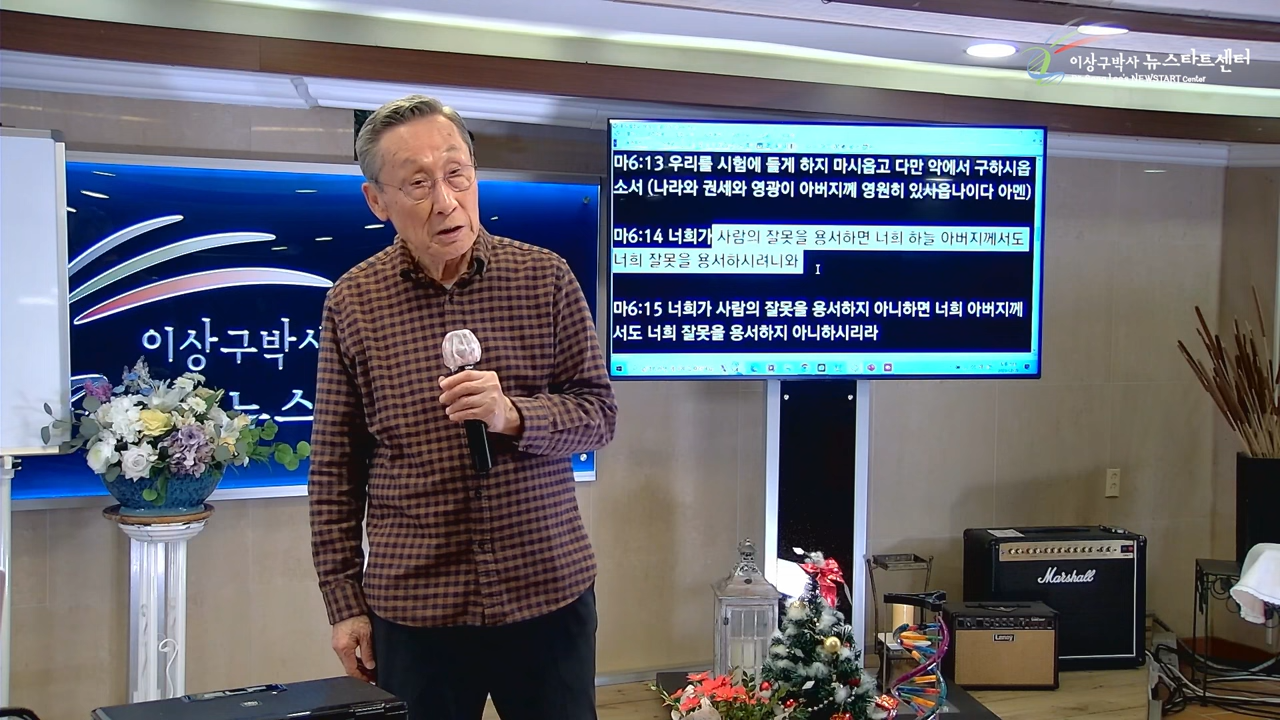 이상구박사 뉴스타트센터
NEWSTART Center
마6:13 우리를 시험에 들게 하지 마시옵고 다만 악에서 구하시옵
소서 (나라와 권세와 영광이 아버지께 영원히 있사옵나이다 아멘)
마6:14 너희가 사람의 잘못을 용서하면 너희 하늘 아버지께서도
너희 잘못을 용서하시려니와
마6:15 너희가 사람의 잘못을 용서하지 아니하면 너희 아버지께
서도 너희 잘못을 용서하지 아니하시리라
이상구박사
뉴스
Marshall
Laney